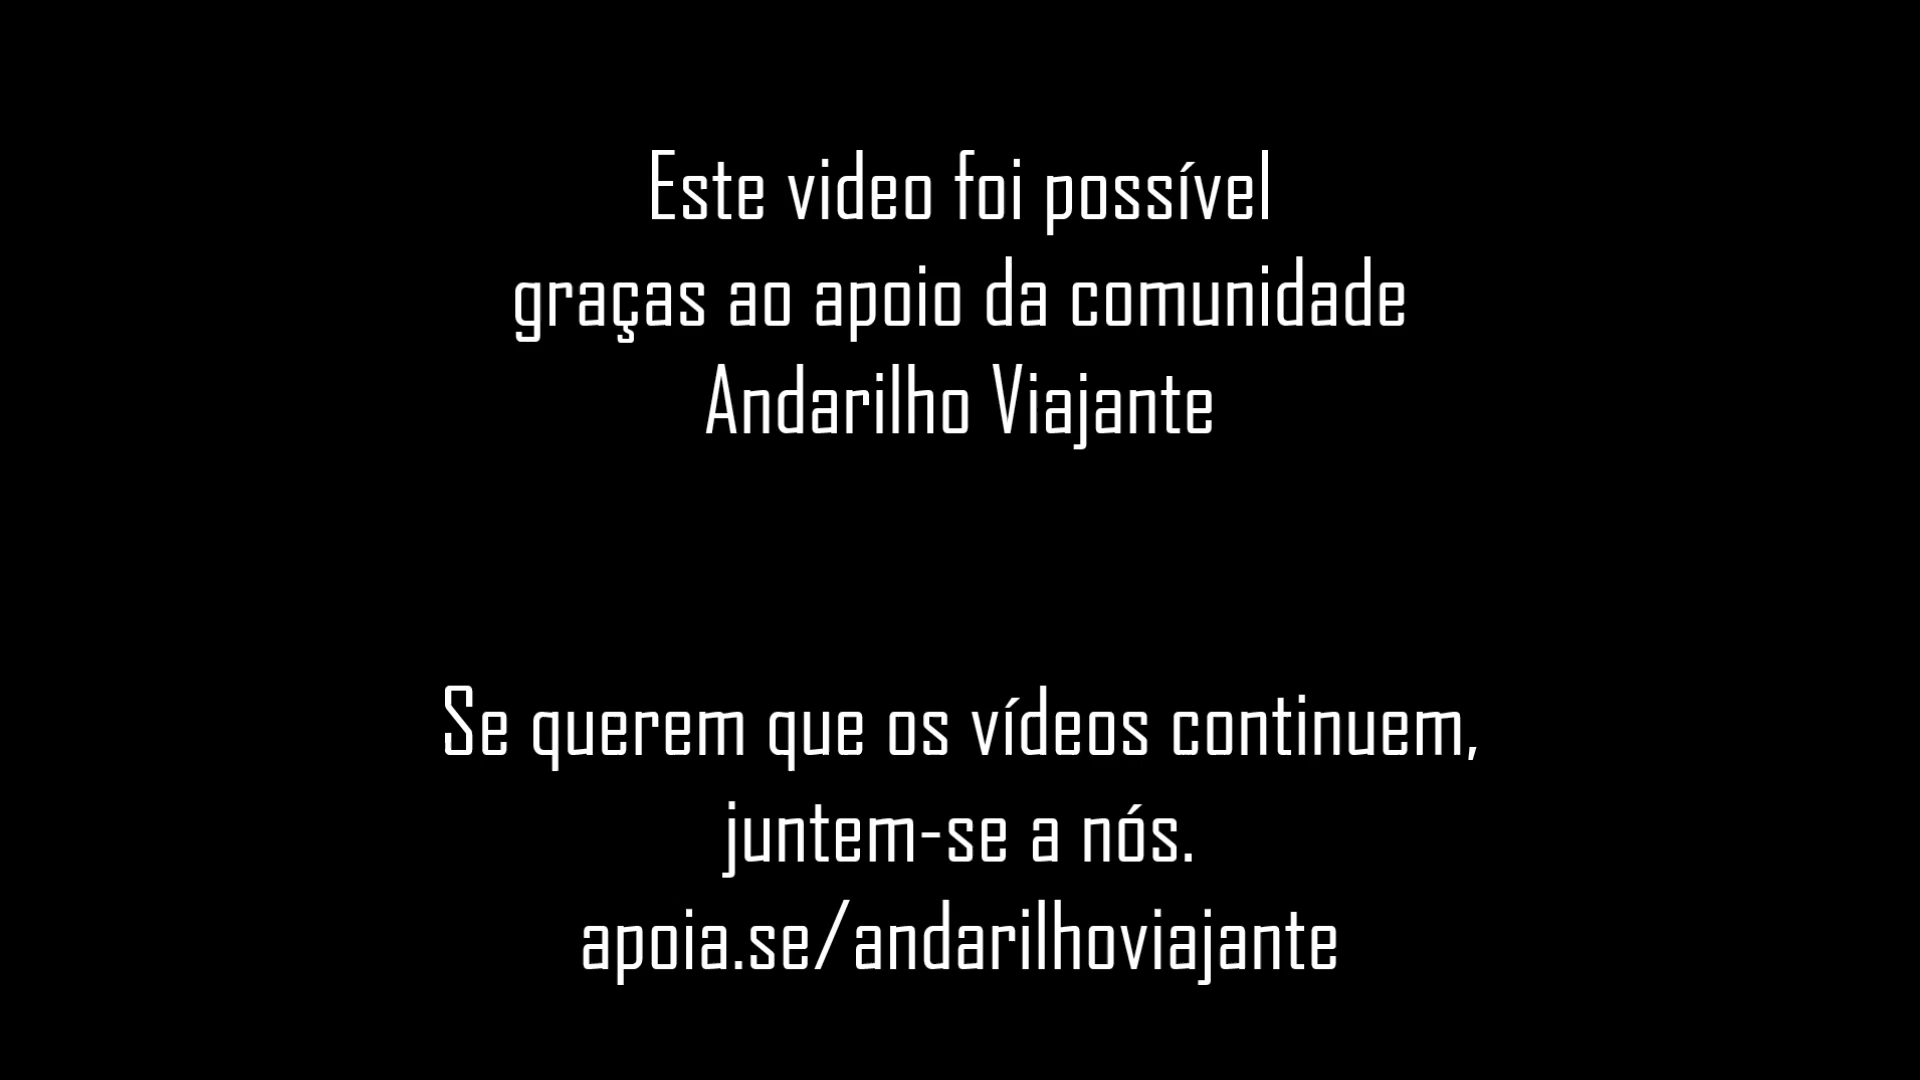 Este video foi possível
graças ao apoio da comunidade
Andarilho Viajante
Se querem que os vídeos continuem,
juntem-se a nós.
apoia.se/andarilhoviajante